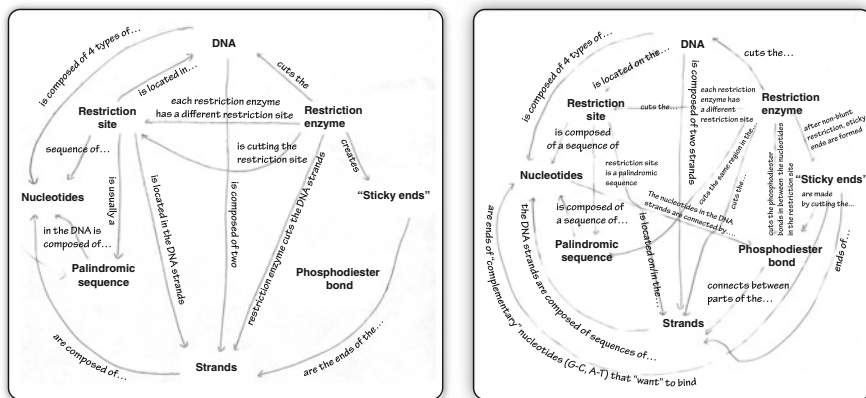 DNA
is composed of 4 types of...
is located in...
cuts the
Restriction
site
each restriction enzyme
has a different restriction site
Restriction
enzyme
is cutting the
restriction site
sequence of...
is usually a
creates
Nucleotides
"Sticky ends"
in the DNA is
composed of...
is located in the DNA strands
is composed of two
restriction enzyme cuts the DNA strands
Palindromic
sequence
Phosphodiester
bond
are composed of...
Strands
are the ends of the...
DNA
is composed of 4 types of...
is located on the...
cuts the...
is composed of two strands
each restriction
enzyme has
a different
restriction site
Restriction
site
cuts the...
Restriction
enzyme
after non-blunt
restriction, sticky
ends are formed
is composed
of a sequence of
restriction site
is a palindromic
sequence
cuts the same region in the...
cuts the...
cuts the phosphodiester
bonds in between the nucleotides
in the restriction site
Nucleotides
"Sticky ends"
are made
by cutting the...
The nucleotides in the DNA
strands are connected by....
is composed of
a sequence of...
Palindromic
sequence
is located on/in the...
Phosphodiester
bond
ends of...
connects between
parts of the...
Strands
the DNA strands are composed of sequences of...
are ends of "complementary" nucleotides (G-C, A-T) that "want" to bind